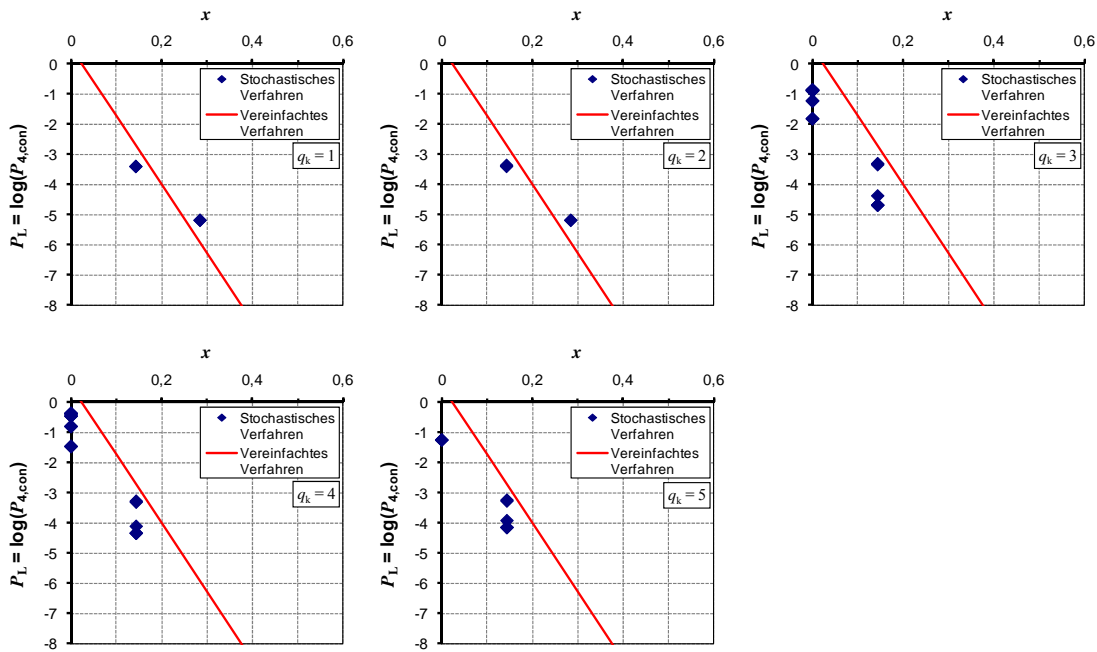 x
0 0,2 0,4 0,6
0
-1
-2
-3
-4
-5
-6
-7
-8
P_L = log(P_4,con)
Stochastisches
Verfahren
Vereinfachtes
Verfahren
q_k = 1
x
0 0,2 0,4 0,6
0
-1
-2
-3
-4
-5
-6
-7
-8
P_L = log(P_4,con)
Stochastisches
Verfahren
Vereinfachtes
Verfahren
q_k = 2
x
0 0,2 0,4 0,6
0
-1
-2
-3
-4
-5
-6
-7
-8
P_L = log(P_4,con)
Stochastisches
Verfahren
Vereinfachtes
Verfahren
q_k = 3
x
0 0,2 0,4 0,6
0
-1
-2
-3
-4
-5
-6
-7
-8
P_L = log(P_4,con)
Stochastisches
Verfahren
Vereinfachtes
Verfahren
q_k = 4
x
0 0,2 0,4 0,6
0
-1
-2
-3
-4
-5
-6
-7
-8
P_L = log(P_4,con)
Stochastisches
Verfahren
Vereinfachtes
Verfahren
q_k = 5